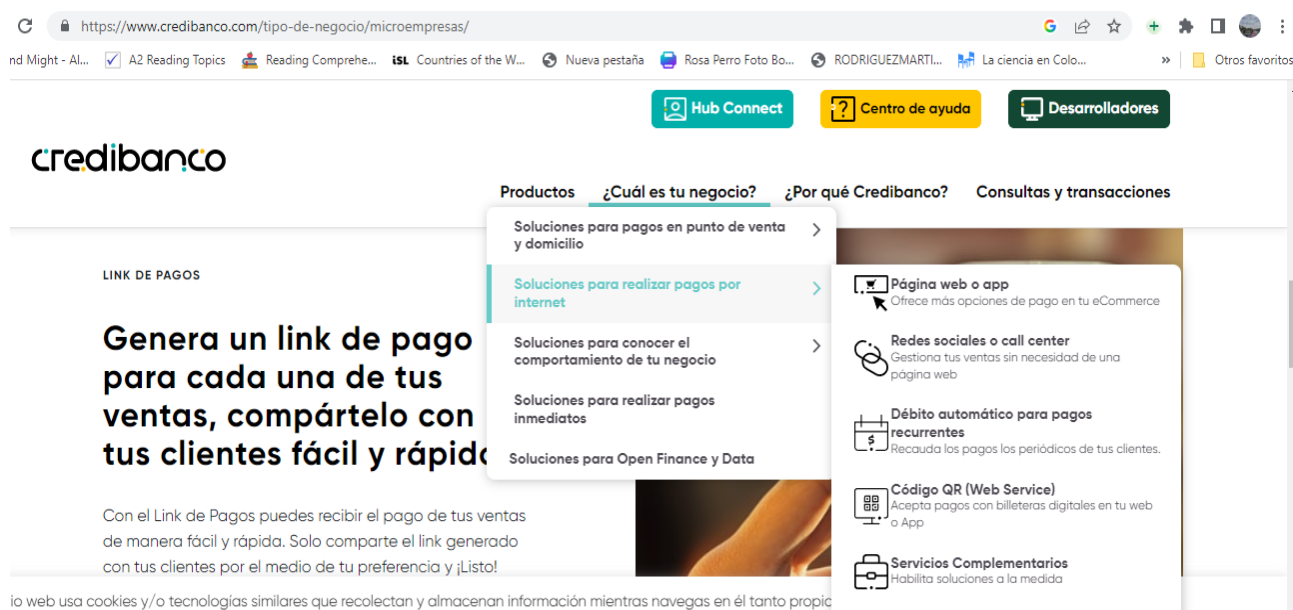 https://www.credibanco.com/tipo-de-negocio/microempresas/
nd Might - Al... A2 Reading Topics Reading Comprehe... iSL Countries of the W... Nueva pestaña Rosa Perro Foto Bo... RODRIGUEZMARTI... La ciencia en Colo... » Otros favoritos
Hub Connect Centro de ayuda Desarrolladores
credibanco
Productos ¿Cuál es tu negocio? ¿Por qué Credibanco? Consultas y transacciones
Soluciones para pagos en punto de venta
y domicilio
Soluciones para realizar pagos por
internet
Soluciones para conocer el
comportamiento de tu negocio
Soluciones para realizar pagos
inmediatos
Soluciones para Open Finance y Data
Página web o app
Ofrece más opciones de pago en tu eCommerce
Redes sociales o call center
Gestiona tus ventas sin necesidad de una
página web
Débito automático para pagos
recurrentes
Recauda los pagos los periódicos de tus clientes.
Código QR (Web Service)
Acepta pagos con billeteras digitales en tu web
o App
Servicios Complementarios
Habilita soluciones a la medida
LINK DE PAGOS
Genera un link de pago
para cada una de tus
ventas, compártelo con
tus clientes fácil y rápido
Con el Link de Pagos puedes recibir el pago de tus ventas
de manera fácil y rápida. Solo comparte el link generado
con tus clientes por el medio de tu preferencia y ¡Listo!
io web usa cookies y/o tecnologías similares que recolectan y almacenan información mientras navegas en él tanto propic